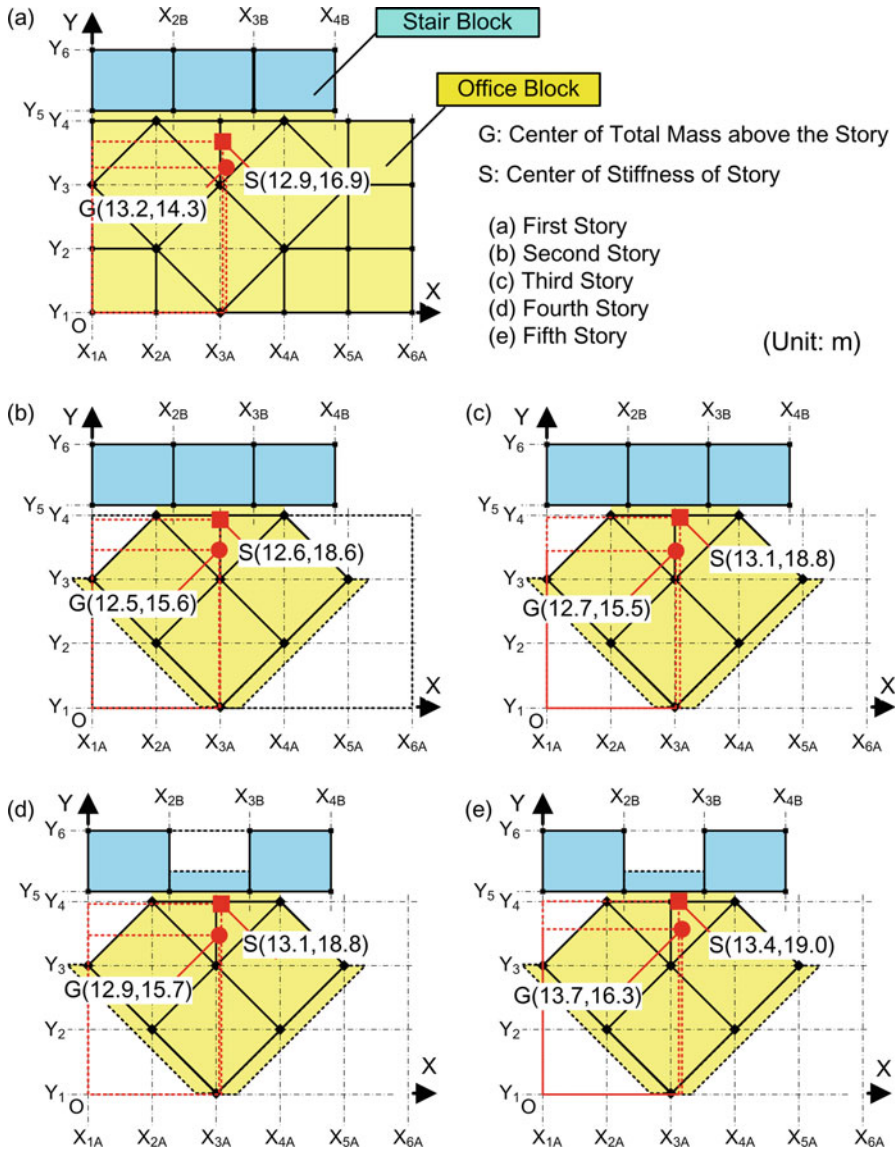 (a) Y X2B X3B X4B Stair Block
Y6
Office Block
Y5 Y4
G: Center of Total Mass above the Story
S(12.9,16.9)
S: Center of Stiffness of Story
Y3
G(13.2,14.3)
(a) First Story
Y2
(b) Second Story
(c) Third Story
X
(d) Fourth Story
Y1
O
(e) Fifth Story
X1A X2A X3A X4A X5A X6A
(Unit: m)
(b) Y X2B X3B X4B
Y6
Y5 Y4
S(12.6,18.6)
Y3
G(12.5,15.6)
Y2
X
Y1
O
X1A X2A X3A X4A X5A X6A
(c) Y X2B X3B X4B
Y6
Y5 Y4
S(13.1,18.8)
Y3
G(12.7,15.5)
Y2
X
Y1
O
X1A X2A X3A X4A X5A X6A
(d) Y X2B X3B X4B
Y6
Y5 Y4
S(13.1,18.8)
Y3
G(12.9,15.7)
Y2
X
Y1
O
X1A X2A X3A X4A X5A X6A
(e) Y X2B X3B X4B
Y6
Y5 Y4
S(13.4,19.0)
Y3
G(13.7,16.3)
Y2
X
Y1
O
X1A X2A X3A X4A X5A X6A